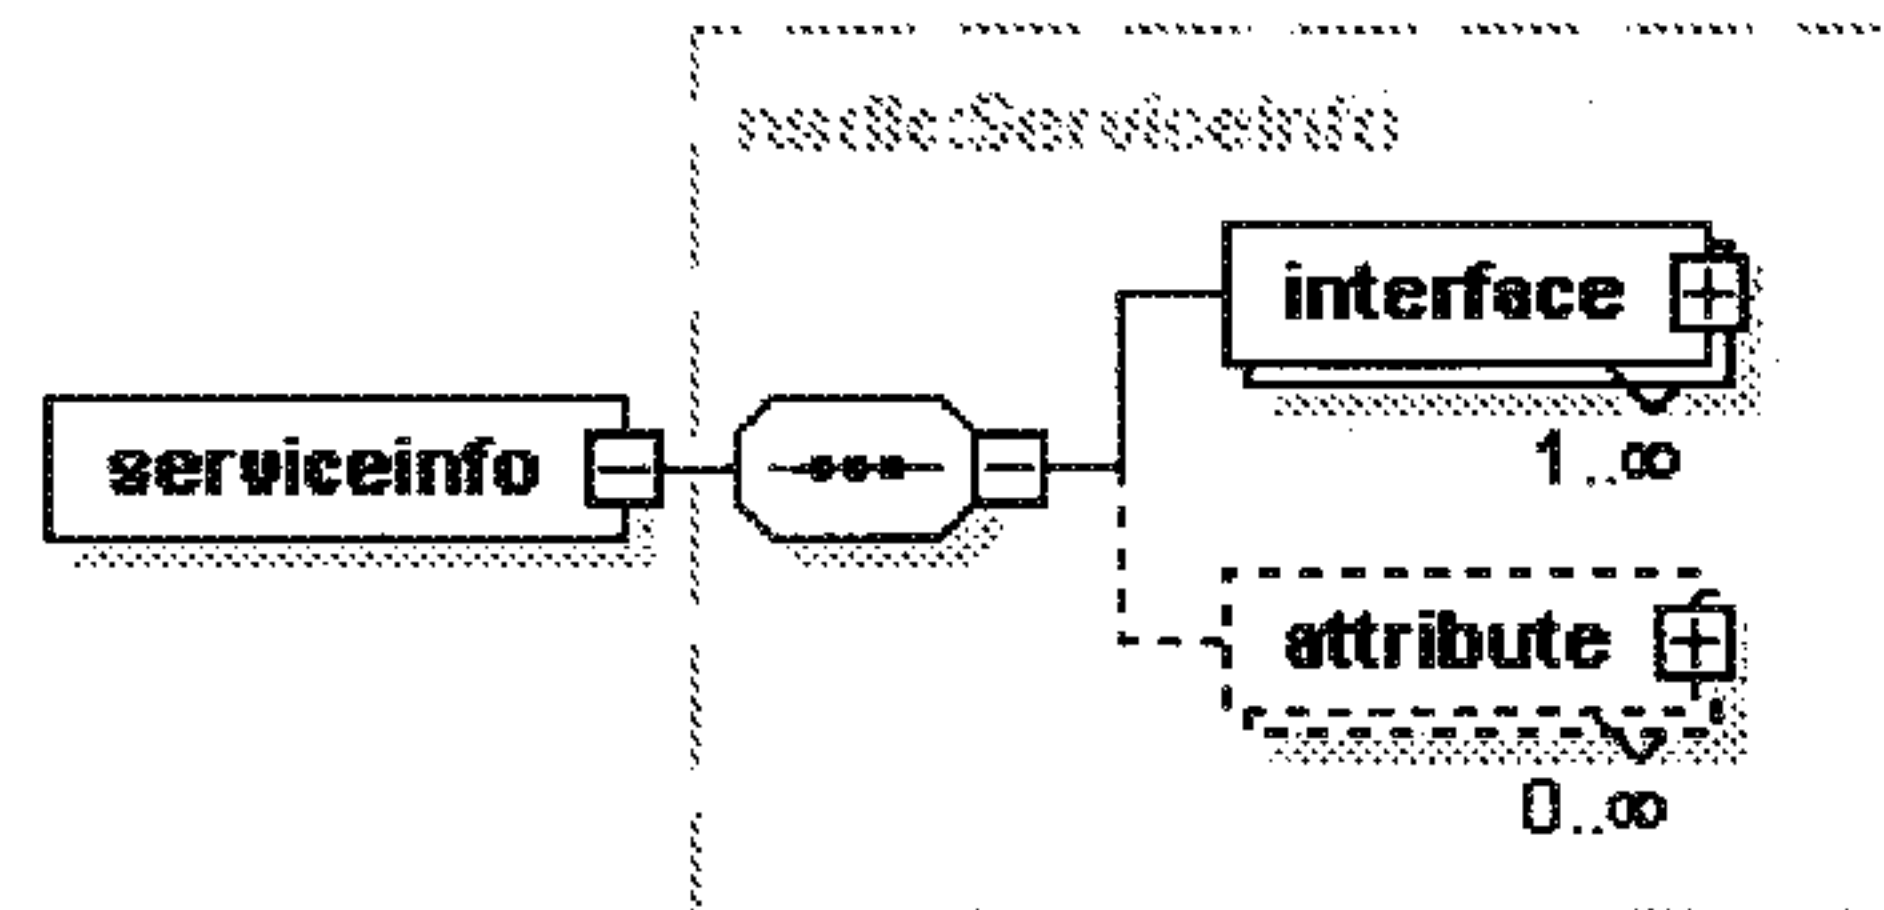 serviceinfo
interface
1..∞
attribute
0..∞